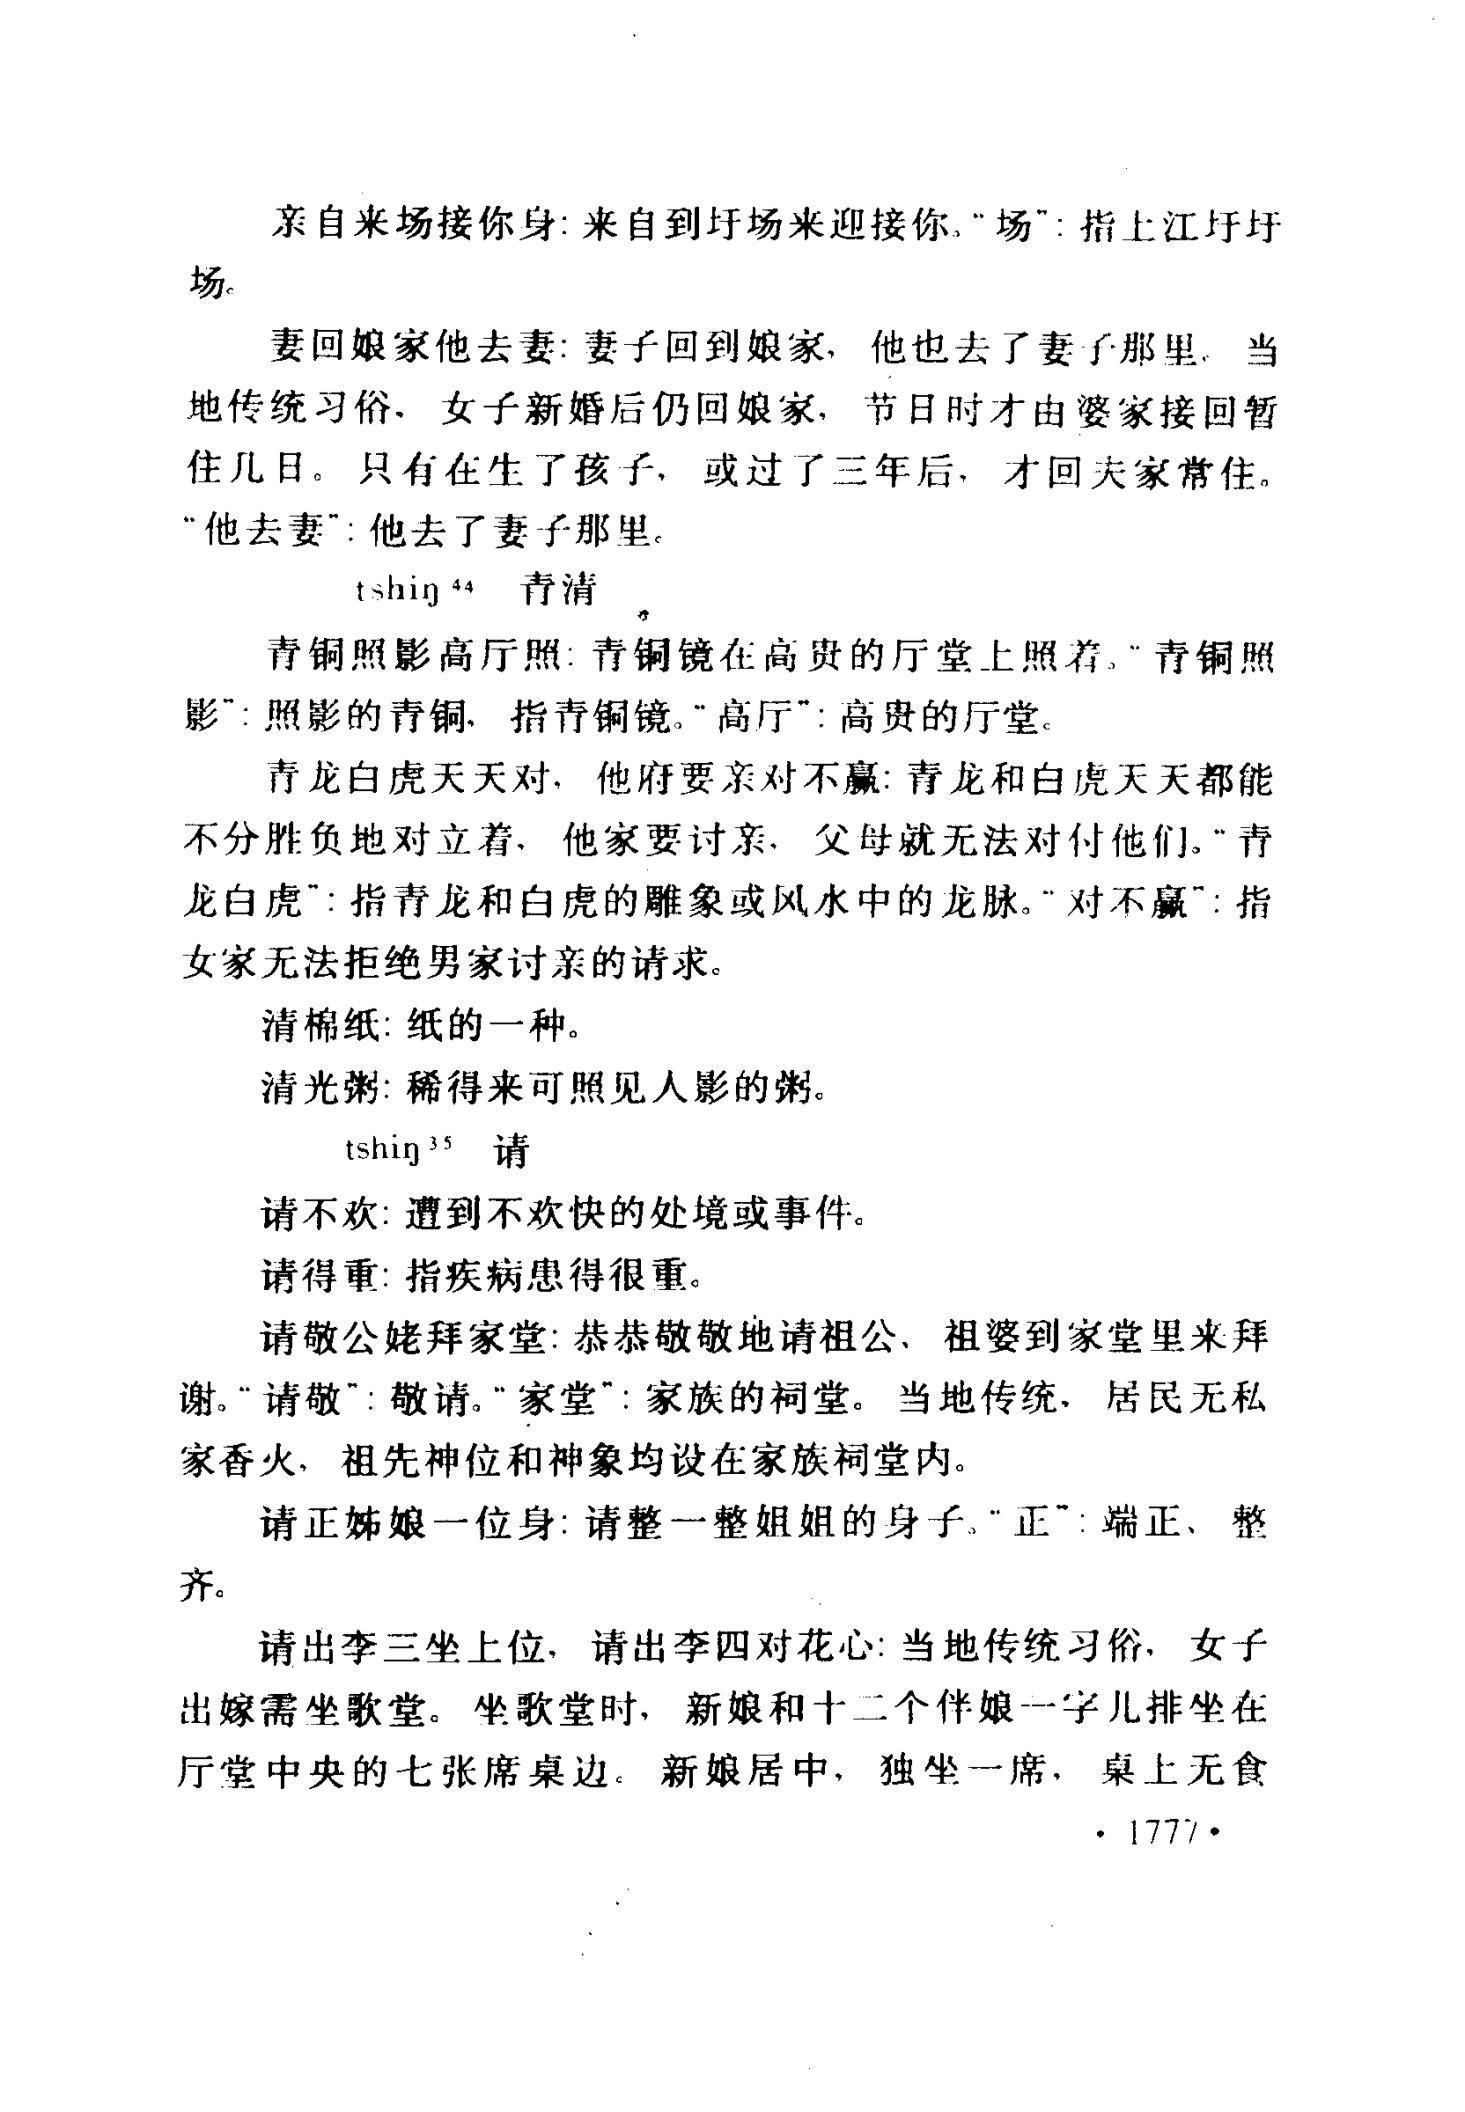 亲自来场接你身：来自到圩场来迎接你。“场”：指上江圩圩
场。
妻回娘家他去妻：妻子回到娘家，他也去了妻子那里。当
地传统习俗，女子新婚后仍回娘家，节日时才由婆家接回暂
住几日。只有在生了孩子，或过了三年后，才回夫家常住。
“他去妻”：他去了妻子那里。
tshiŋ⁴⁴ 青清
青铜照影高厅照：青铜镜在高贵的厅堂上照着。“青铜照
影”：照影的青铜，指青铜镜。“高厅”：高贵的厅堂。
青龙白虎天天对，他府要亲对不赢：青龙和白虎天天都能
不分胜负地对立着，他家要讨亲，父母就无法对付他们。“青
龙白虎”：指青龙和白虎的雕象或风水中的龙脉。“对不赢”：指
女家无法拒绝男家讨亲的请求。
清棉纸：纸的一种。
清光粥：稀得来可照见人影的粥。
tshiŋ³⁵ 请
请不欢：遭到不欢快的处境或事件。
请得重：指疾病患得很重。
请敬公姥拜家堂：恭恭敬敬地请祖公、祖婆到家堂里来拜
谢。“请敬”：敬请。“家堂”：家族的祠堂。当地传统，居民无私
家香火，祖先神位和神象均设在家族祠堂内。
请正姊娘一位身：请整一整姐姐的身子。“正”：端正、整
齐。
请出李三坐上位，请出李四对花心：当地传统习俗，女子
出嫁需坐歌堂。坐歌堂时，新娘和十二个伴娘一字儿排坐在
厅堂中央的七张席桌边。新娘居中，独坐一席，桌上无食
• 1777 •